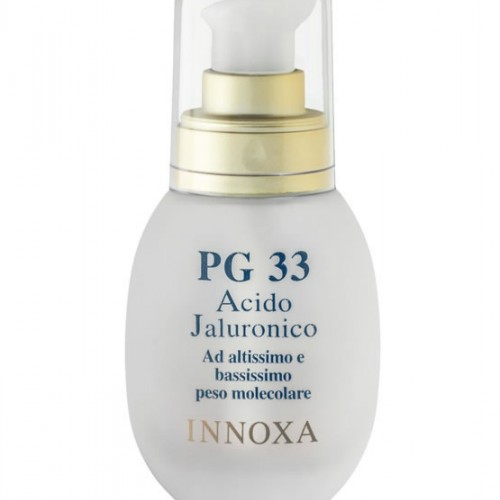 PG 33
Acido
Jaluronico
Ad altissimo e
bassissimo
peso molecolare
INNOXA